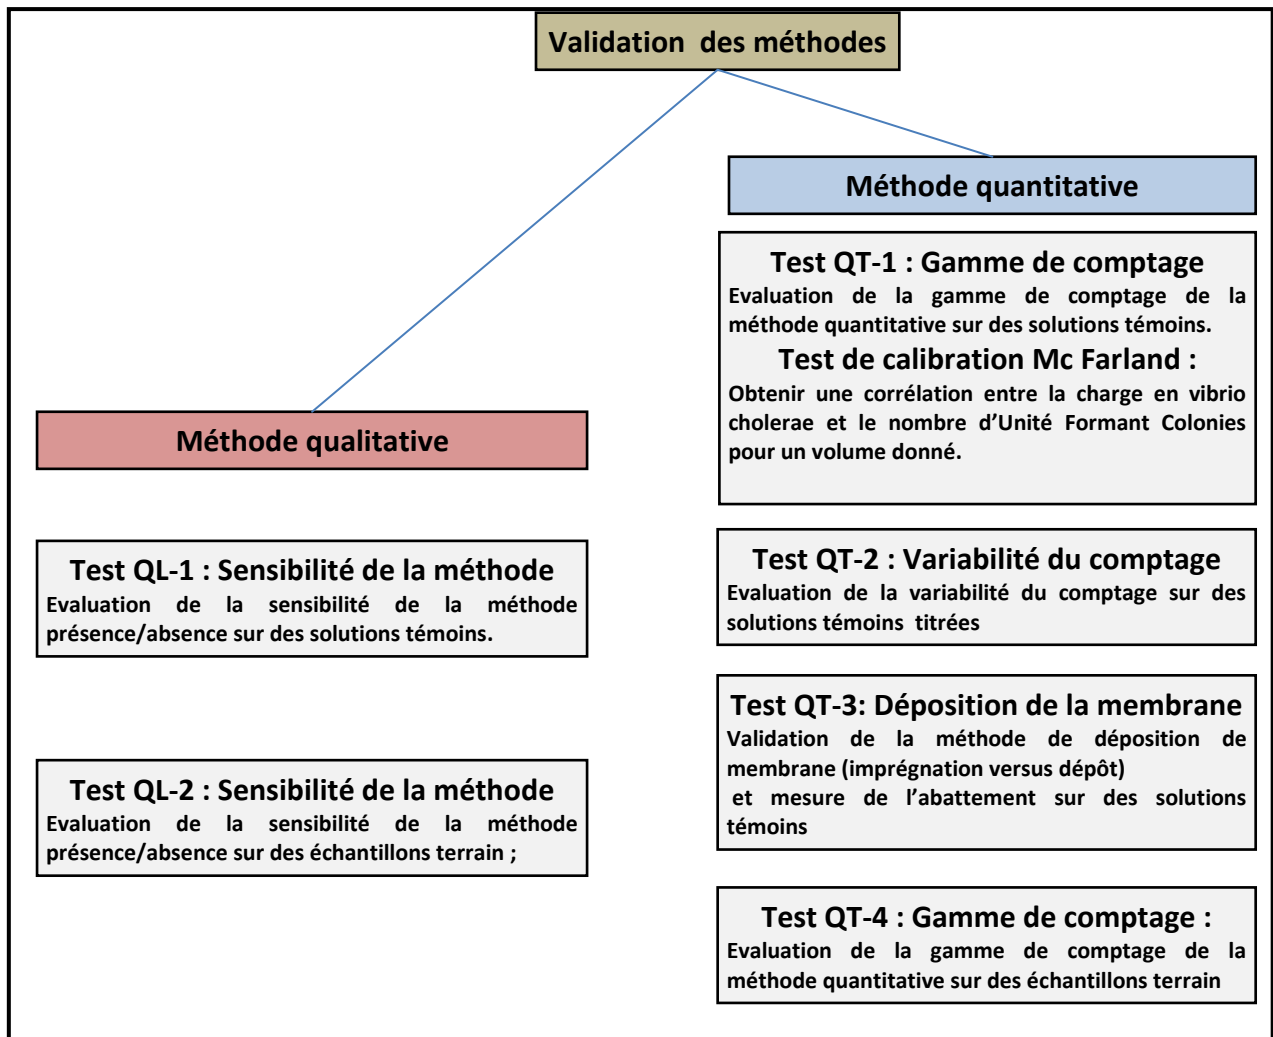 Validation des méthodes
Méthode quantitative
Test QT-1 : Gamme de comptage
Evaluation de la gamme de comptage de la
méthode quantitative sur des solutions témoins.
Test de calibration Mc Farland :
Obtenir une corrélation entre la charge en vibrio
cholerae et le nombre d’Unité Formant Colonies
pour un volume donné.
Méthode qualitative
Test QL-1 : Sensibilité de la méthode
Evaluation de la sensibilité de la méthode
présence/absence sur des solutions témoins.
Test QT-2 : Variabilité du comptage
Evaluation de la variabilité du comptage sur des
solutions témoins titrées
Test QT-3: Déposition de la membrane
Validation de la méthode de déposition de
membrane (imprégnation versus dépôt)
et mesure de l’abattement sur des solutions
témoins
Test QL-2 : Sensibilité de la méthode
Evaluation de la sensibilité de la méthode
présence/absence sur des échantillons terrain ;
Test QT-4 : Gamme de comptage :
Evaluation de la gamme de comptage de la
méthode quantitative sur des échantillons terrain